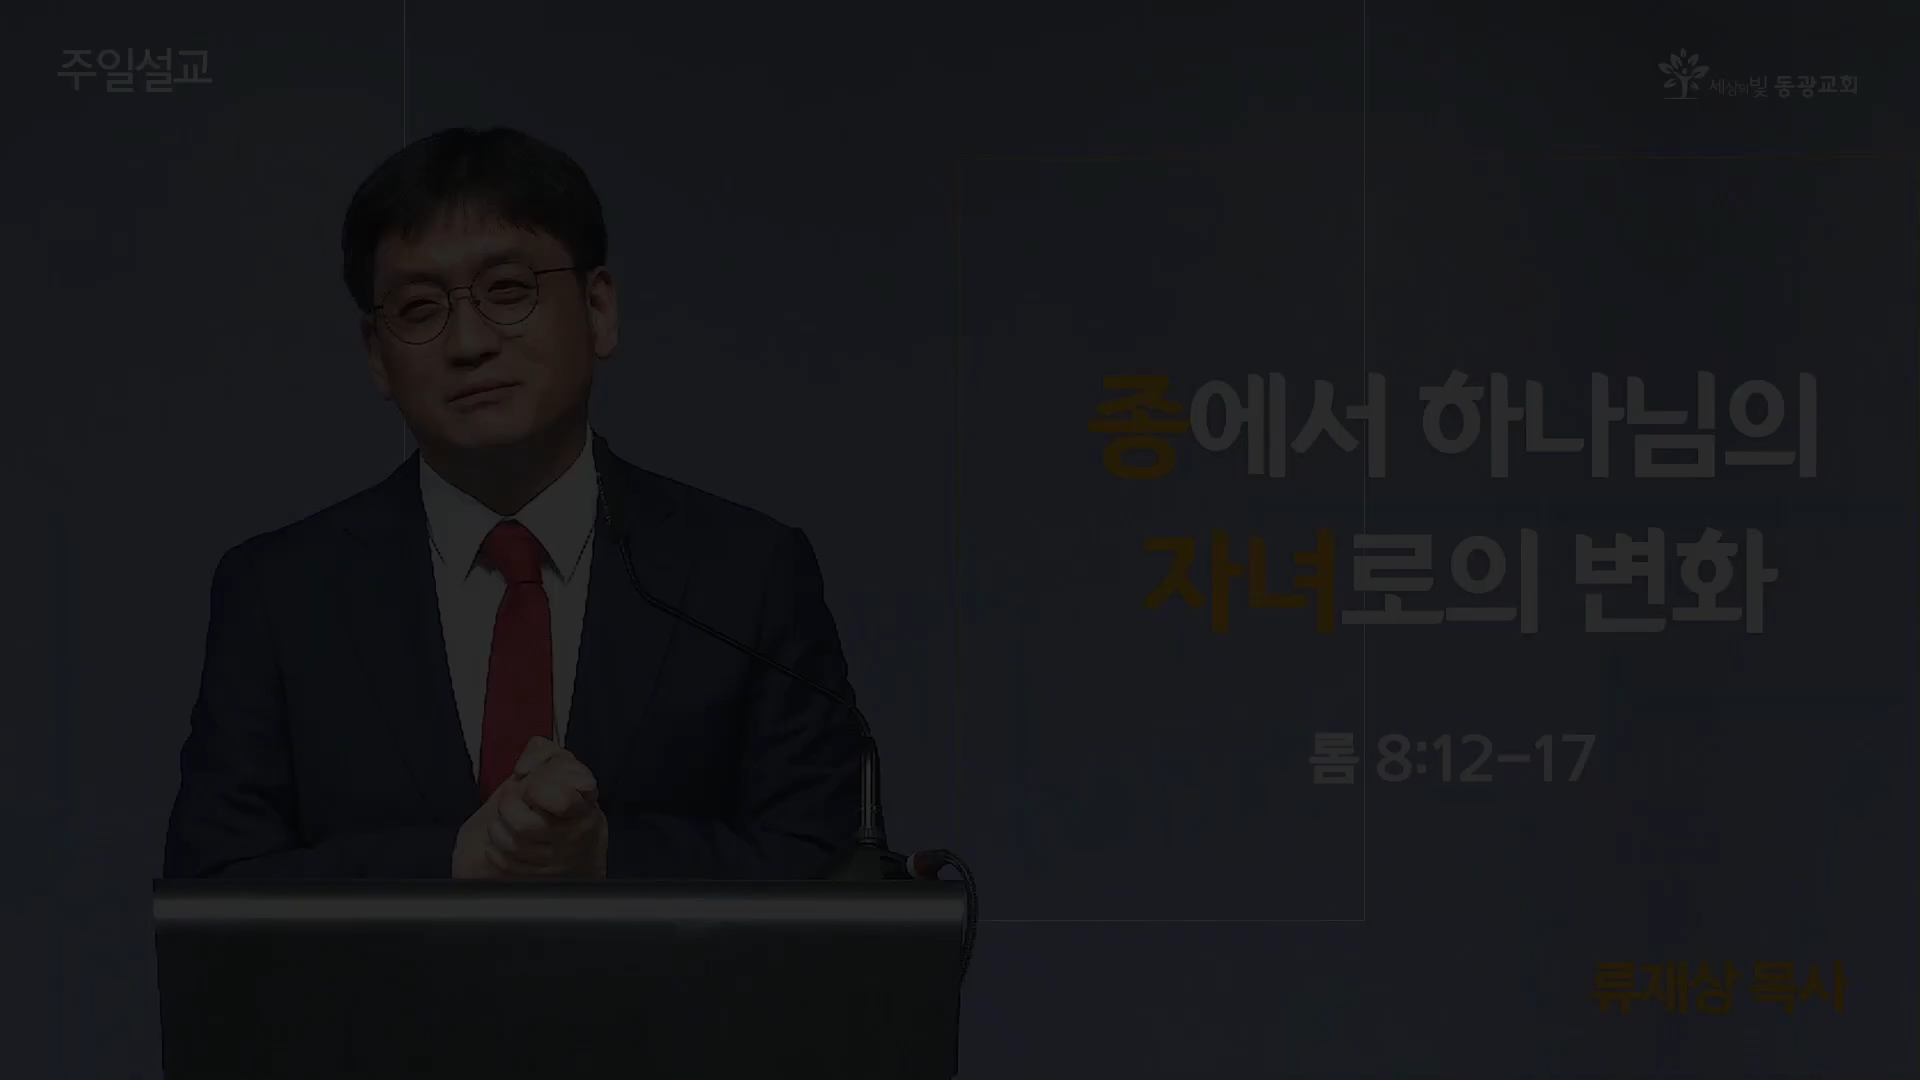 주일설교
세상의빛 동광교회
종에서 하나님의
자녀로의 변화
롬 8:12-17
류재상 목사